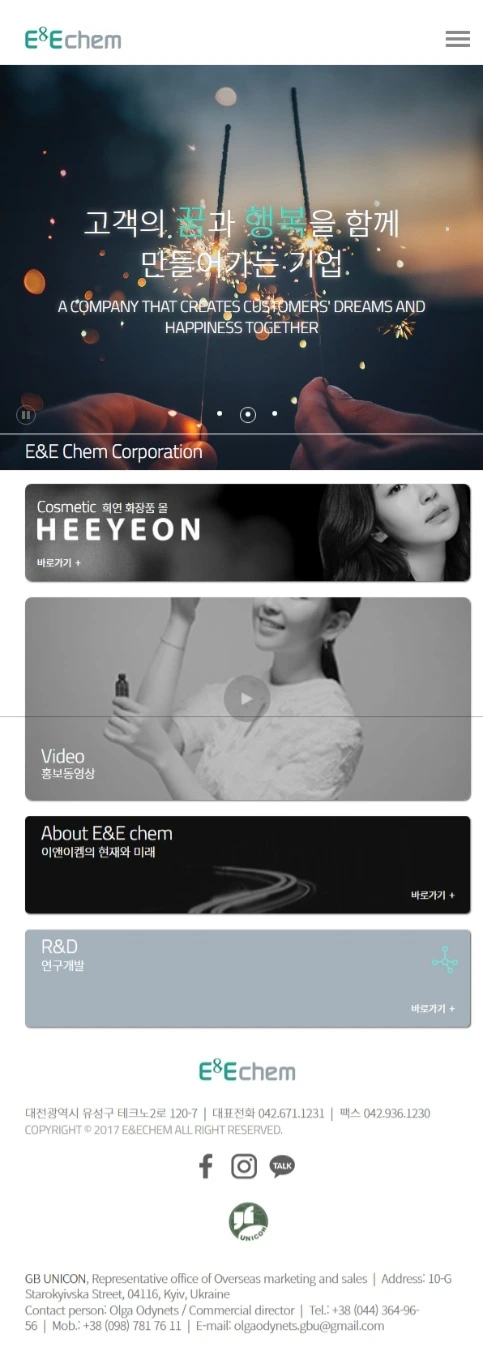 E&Echem
고객의 꿈과 행복을 함께
만들어가는 기업
A COMPANY THAT CREATES CUSTOMERS' DREAMS AND
HAPPINESS TOGETHER
E&E Chem Corporation
Cosmetic 희연 화장품 몰
HEEYEON
바로가기 +
Video
홍보동영상
About E&E chem
이앤이켐의 현재와 미래
바로가기 +
R&D
연구개발
바로가기 +
E&Echem
대전광역시 유성구 테크노2로 120-7 | 대표전화 042.671.1231 | 팩스 042.936.1230
COPYRIGHT © 2017 E&ECHEM ALL RIGHT RESERVED.
TALK
UNICON
GB UNICON, Representative office of Overseas marketing and sales | Address: 10-G
Starokyivska Street, 04116, Kyiv, Ukraine
Contact person: Olga Odynets / Commercial director | Tel.: +38 (044) 364-96-
56 | Mob.: +38 (098) 781 76 11 | E-mail: olgaodynets.gbu@gmail.com